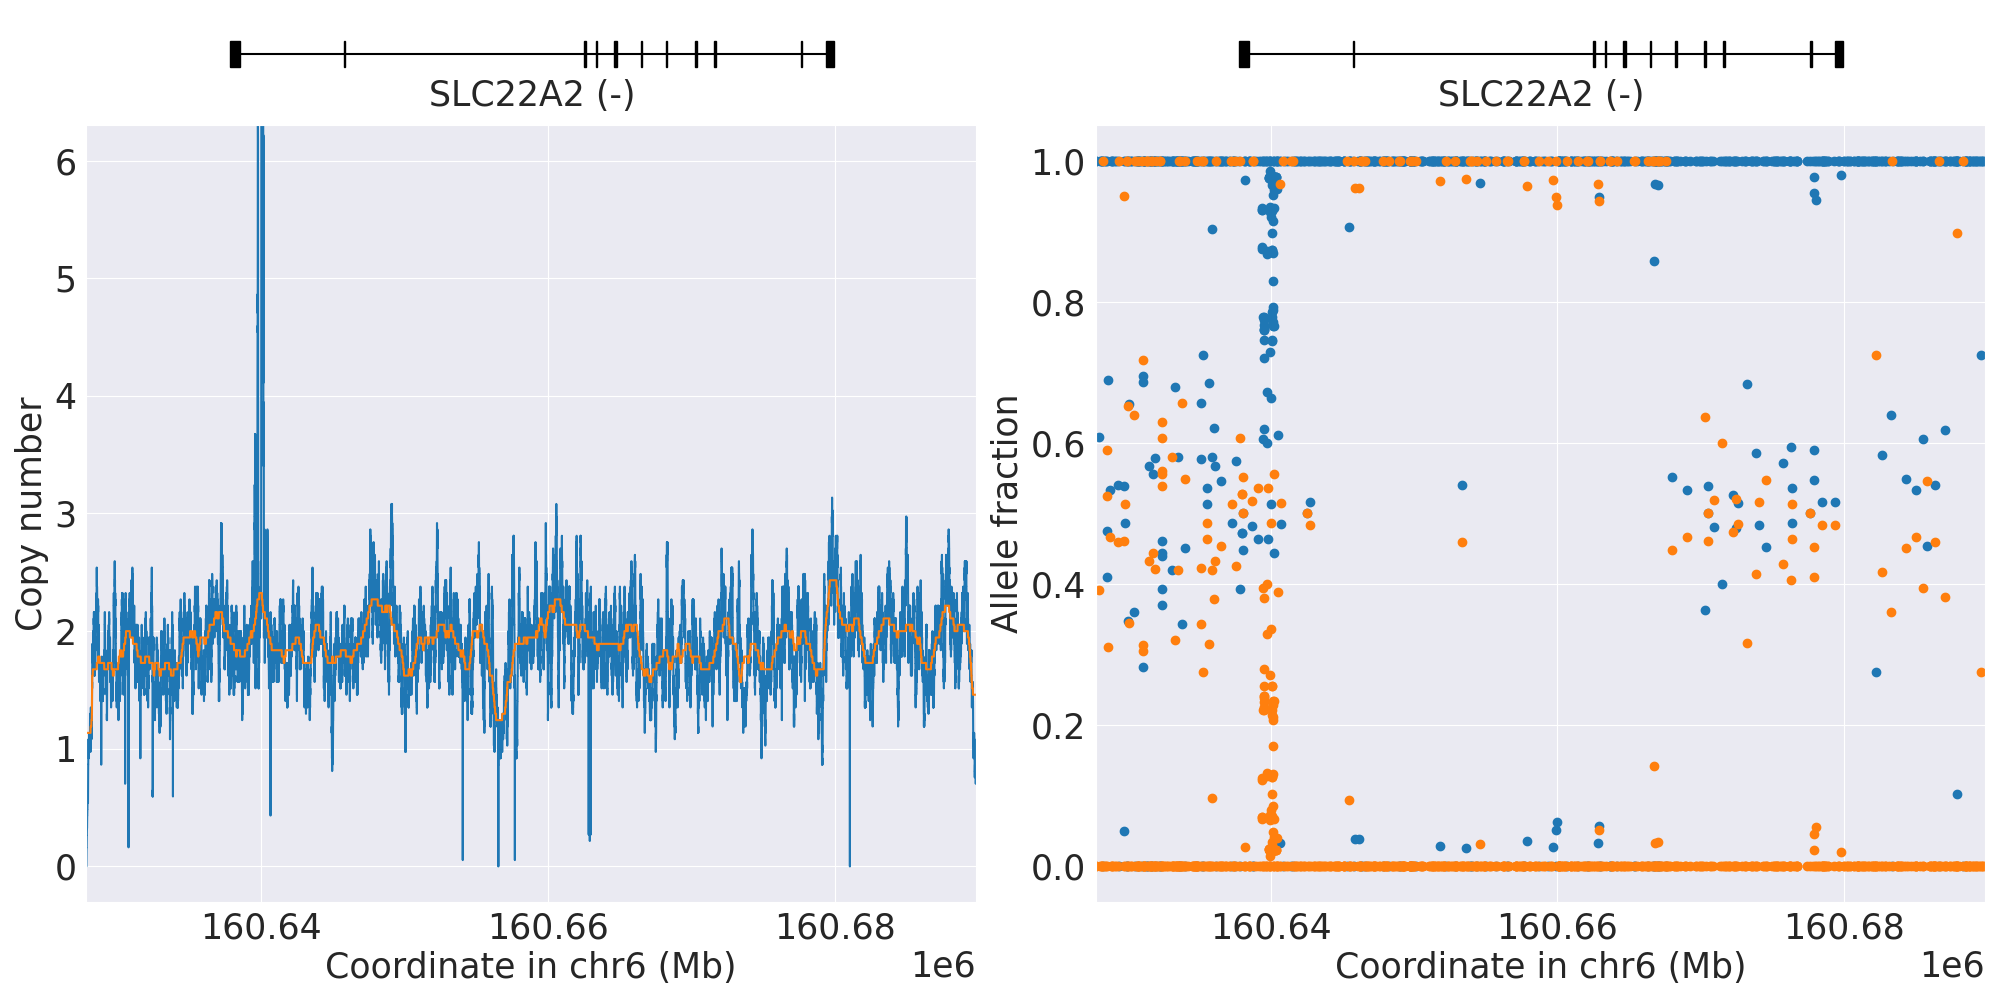 SLC22A2 (-)
Copy number
6
5
4
3
2
1
0
160.64
160.66
160.68
Coordinate in chr6 (Mb)
1e6
SLC22A2 (-)
Allele fraction
1.0
0.8
0.6
0.4
0.2
0.0
160.64
160.66
160.68
Coordinate in chr6 (Mb)
1e6